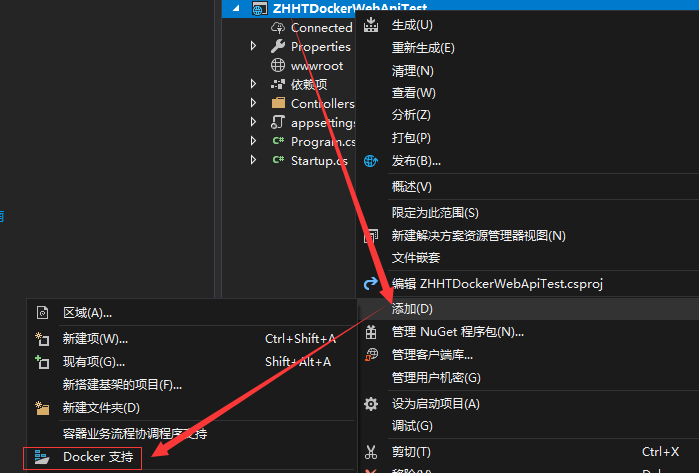 ZHHTDockerWebApiTest
Connected
Properties
wwwroot
依赖项
Controllers
appsettings
Program.cs
Startup.cs
生成(U)
重新生成(E)
清理(N)
查看(W)
分析(Z)
打包(P)
发布(B)...
概述(V)
限定为此范围(S)
新建解决方案资源管理器视图(N)
文件嵌套
编辑 ZHHTDockerWebApiTest.csproj
添加(D)
管理 NuGet 程序包(N)...
管理客户端库...
管理用户机密(G)
设为启动项目(A)
调试(G)
剪切(T) Ctrl+X
区域(A)...
新建项(W)... Ctrl+Shift+A
现有项(G)... Shift+Alt+A
新搭建基架的项目(F)...
新建文件夹(D)
容器业务流程协调程序支持
Docker 支持